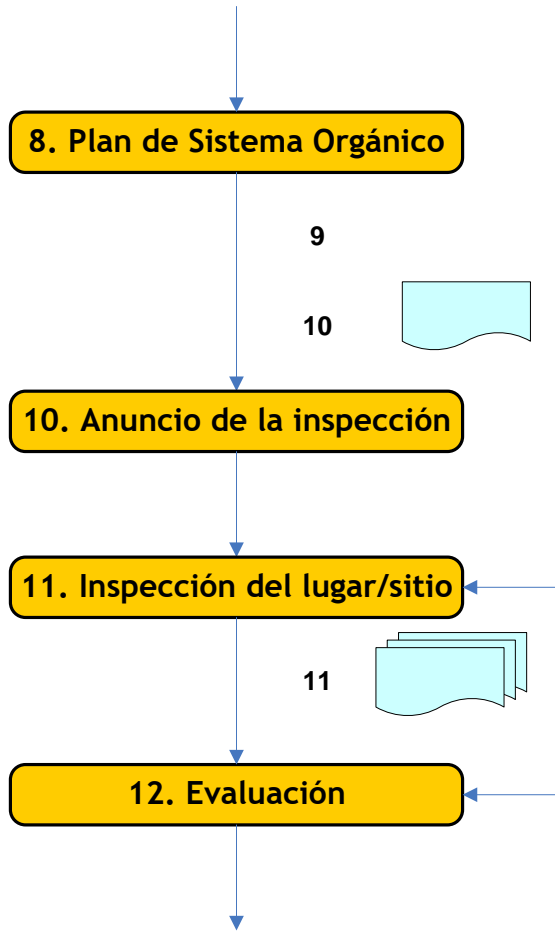 8. Plan de Sistema Orgánico
9
10
10. Anuncio de la inspección
11. Inspección del lugar/sitio
11
12. Evaluación